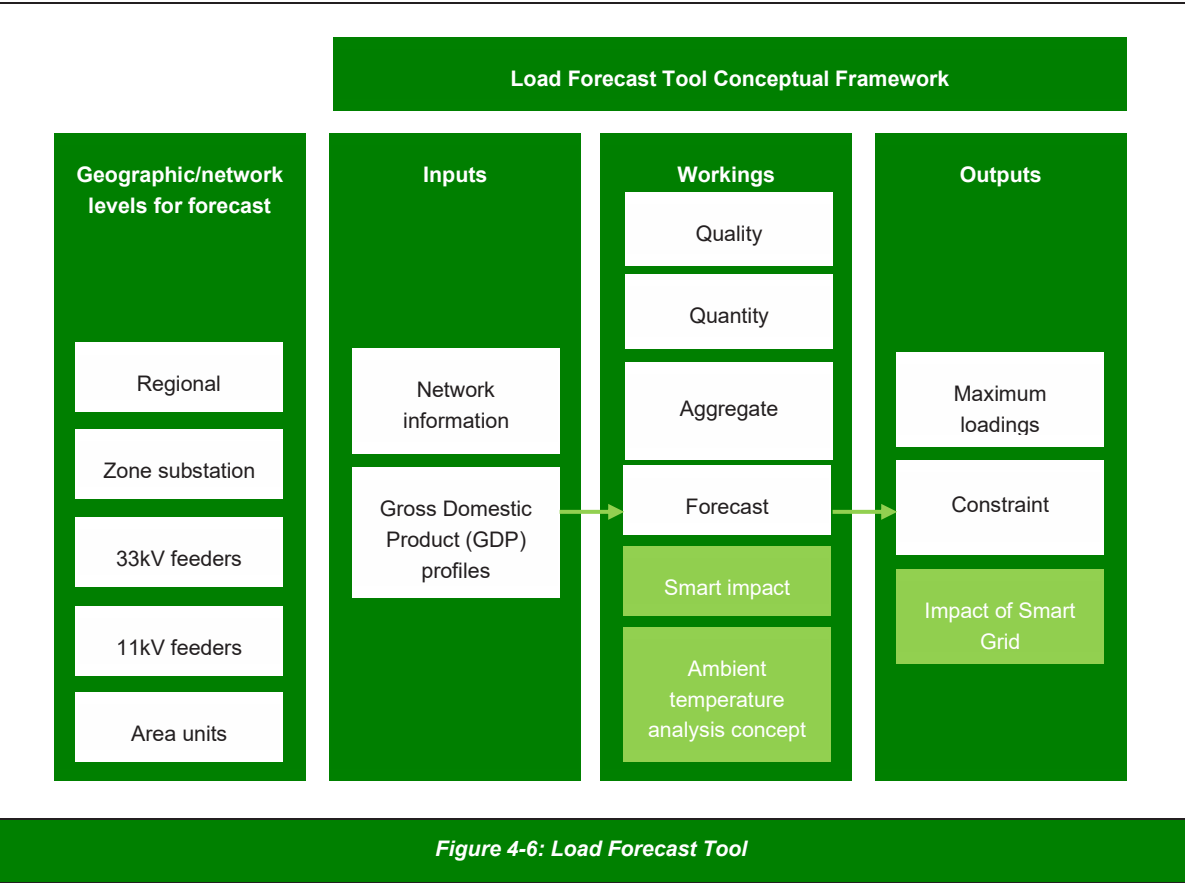 Load Forecast Tool Conceptual Framework
Geographic/network
levels for forecast
Regional
Zone substation
33kV feeders
11kV feeders
Area units
Inputs
Network
information
Gross Domestic
Product (GDP)
profiles
Workings
Quality
Quantity
Aggregate
Forecast
Smart impact
Ambient
temperature
analysis concept
Outputs
Maximum
loadings
Constraint
Impact of Smart
Grid
Figure 4-6: Load Forecast Tool